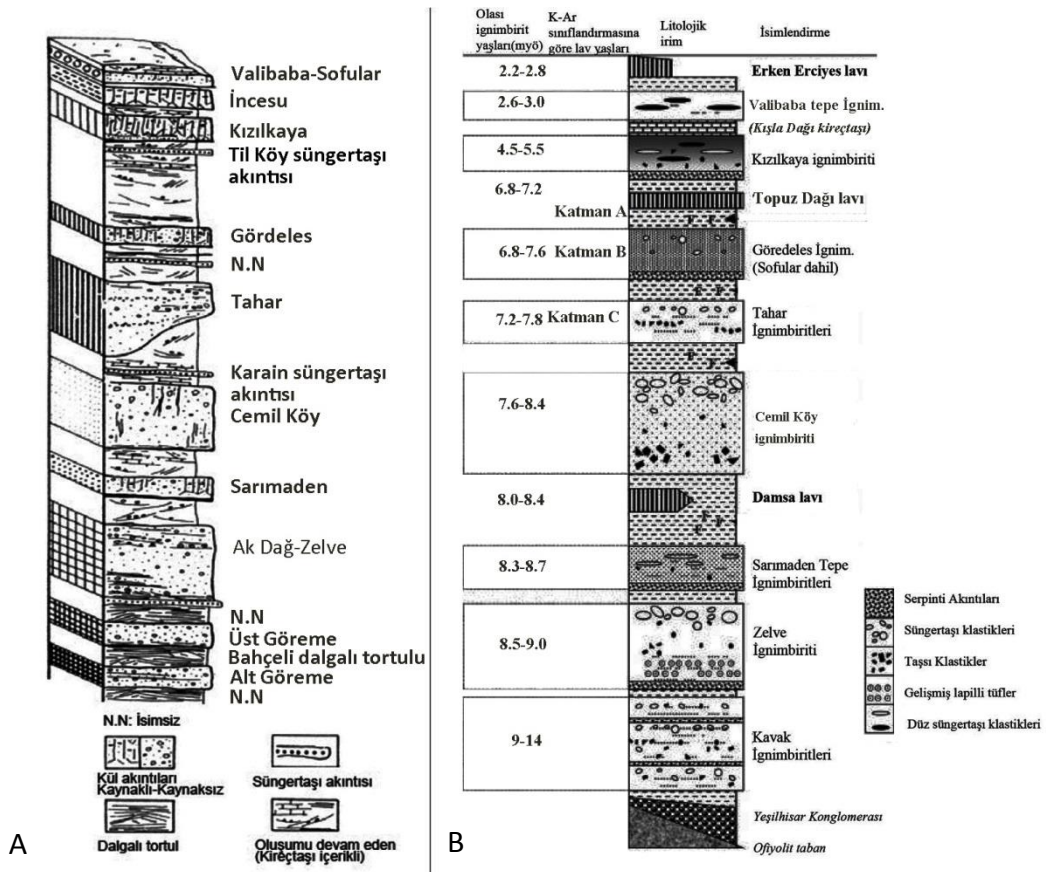 Valibaba-Sofular
İncesu
Kızılkaya
Til Köy süngertaşı
akıntısı
Gördeles
N.N
Tahar
Karain süngertaşı
akıntısı
Cemil Köy
Sarımaden
Ak Dağ-Zelve
N.N
Üst Göreme
Bahçeli dalgalı tortulu
Alt Göreme
N.N
N.N: İsimsiz
Kül akıntıları
Kaynaklı-Kaynaksız
Süngertaşı akıntısı
Dalgalı tortul
Oluşumu devam eden
(Kireçtaşı içerikli)
A
Olası
ignimbirit
yaşları(myö)
K-Ar
sınıflandırmasına
göre lav yaşları
Litolojik
irim
İsimlendirme
2.2-2.8
Erken Erciyes lavı
2.6-3.0
Valibaba tepe İgnim.
(Kışla Dağı kireçtaşı)
4.5-5.5
Kızılkaya ignimbiriti
6.8-7.2
Katman A
Topuz Dağı lavı
6.8-7.6 Katman B
Göredeles İgnim.
(Sofular dahil)
7.2-7.8 Katman C
Tahar
İgnimbiritleri
7.6-8.4
Cemil Köy
ignimbiriti
8.0-8.4
Damsa lavı
8.3-8.7
Sarımaden Tepe
İgnimbiritleri
8.5-9.0
Zelve
İgnimbiriti
9-14
Kavak
İgnimbiritleri
Yeşilhisar Konglomerası
Ofiyolit taban
Serpinti Akıntıları
Süngertaşı klastikleri
Taşsı Klastikler
Gelişmiş lapilli tüfler
Düz süngertaşı klastikleri
B